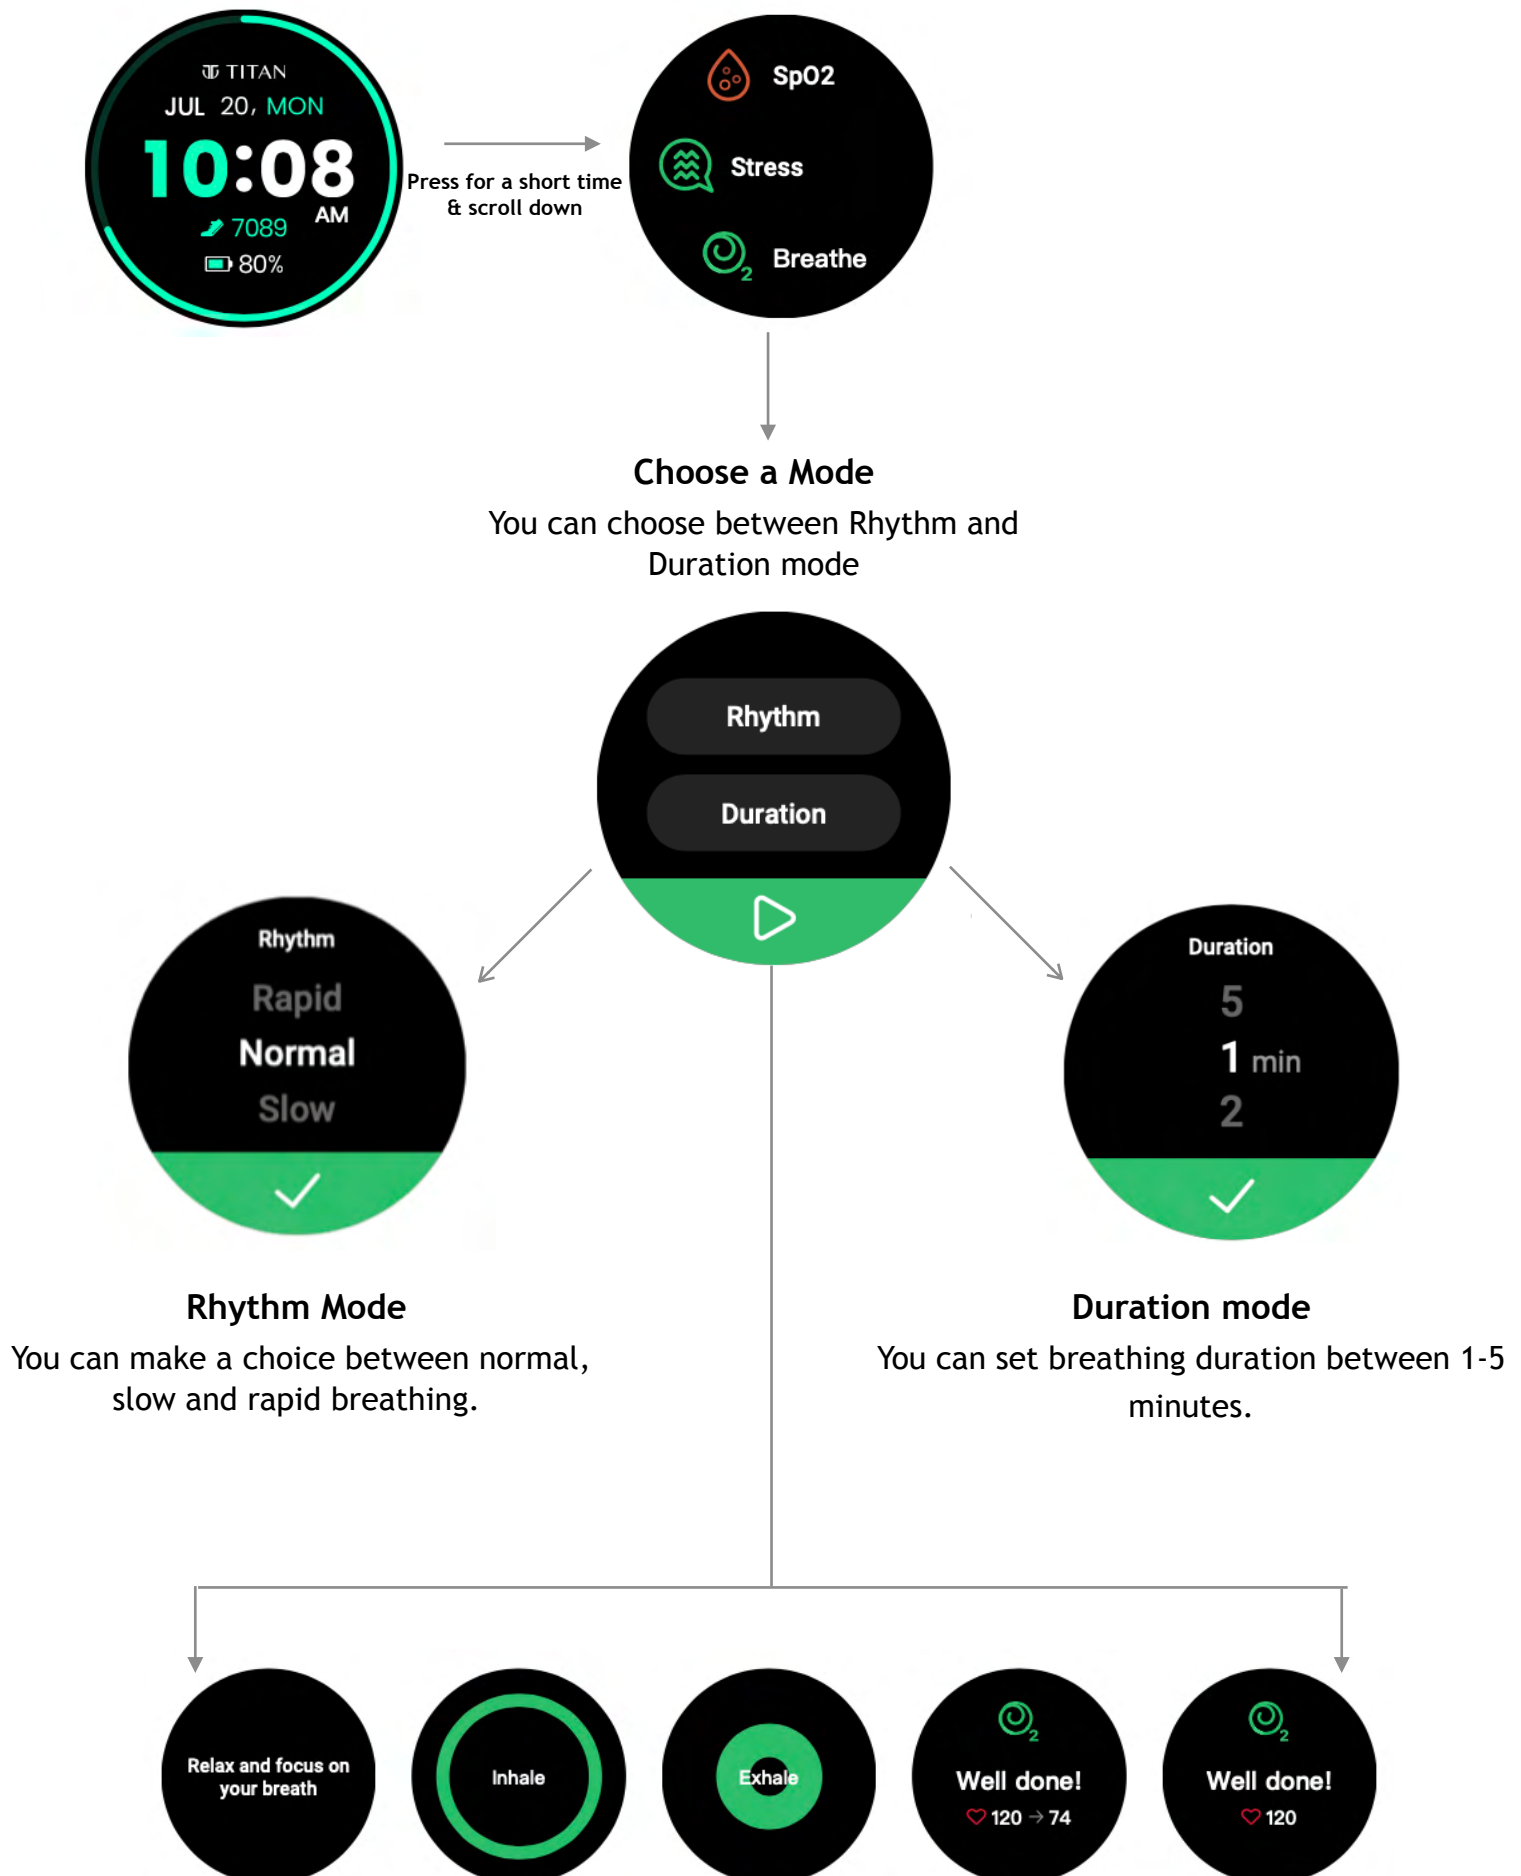 TITAN
JUL 20, MON
10:08
AM
7089
80%
Press for a short time
& scroll down
SpO2
Stress
2 Breathe
Choose a Mode
You can choose between Rhythm and
Duration mode
Rhythm
Duration
Rhythm
Rapid
Normal
Slow
Duration
5
1 min
2
Rhythm Mode
You can make a choice between normal,
slow and rapid breathing.
Duration mode
You can set breathing duration between 1-5
minutes.
Relax and focus on
your breath
Inhale
Exhale
2
Well done!
120 → 74
2
Well done!
120